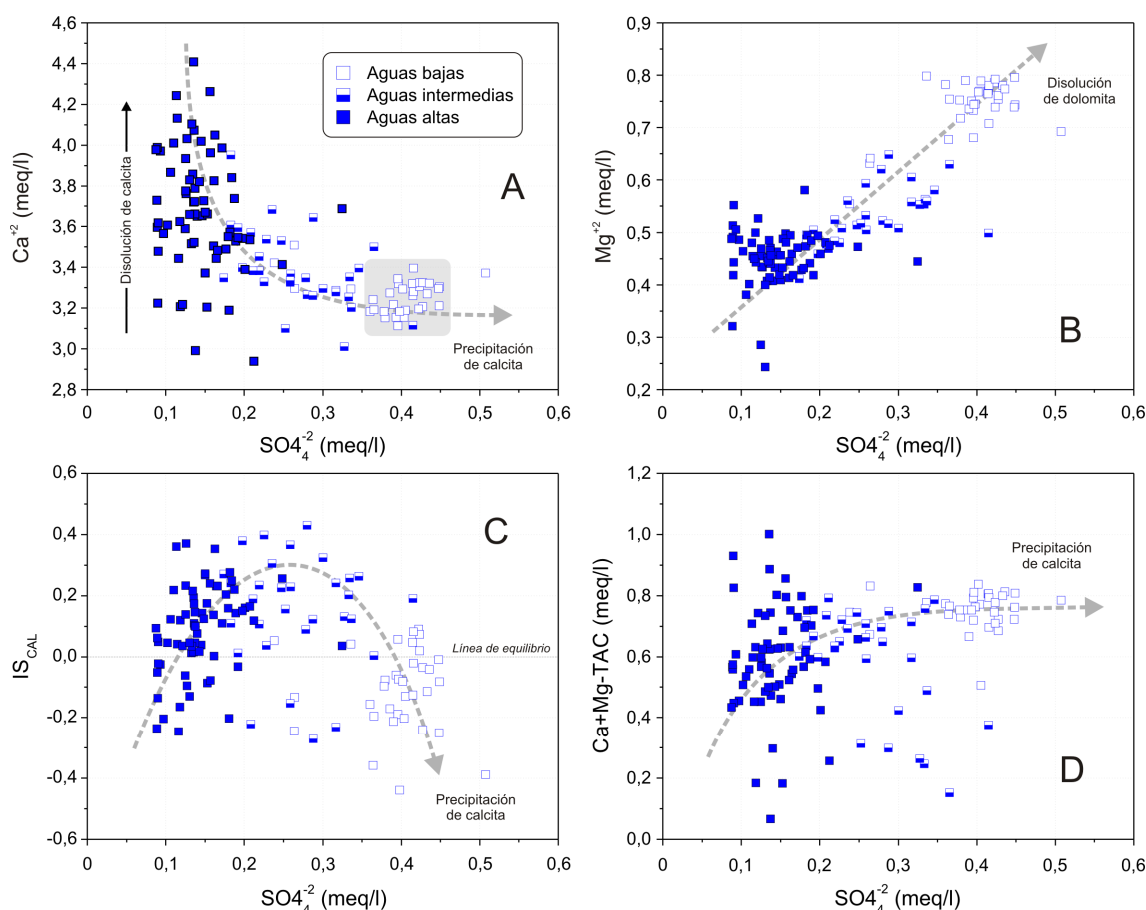 4,6
4,4
4,2
4,0
3,8
3,6
3,4
3,2
3,0
2,8
0
0,1
0,2
0,3
0,4
0,5
0,6
Ca+2 (meq/l)
SO4 4 -2 (meq/l)
Disolución de calcita
Aguas bajas
Aguas intermedias
Aguas altas
A
Precipitación
de calcita
0,9
0,8
0,7
0,6
0,5
0,4
0,3
0,2
0
0,1
0,2
0,3
0,4
0,5
0,6
Mg+2 (meq/l)
SO4 4 -2 (meq/l)
Disolución
de dolomita
B
0,6
0,4
0,2
0,0
-0,2
-0,4
-0,6
0
0,1
0,2
0,3
0,4
0,5
0,6
IS CAL
SO4 4 -2 (meq/l)
C
Línea de equilibrio
Precipitación
de calcita
1,2
1,0
0,8
0,6
0,4
0,2
0,0
0
0,1
0,2
0,3
0,4
0,5
0,6
Ca+Mg-TAC (meq/l)
SO4 4 -2 (meq/l)
Precipitación
de calcita
D